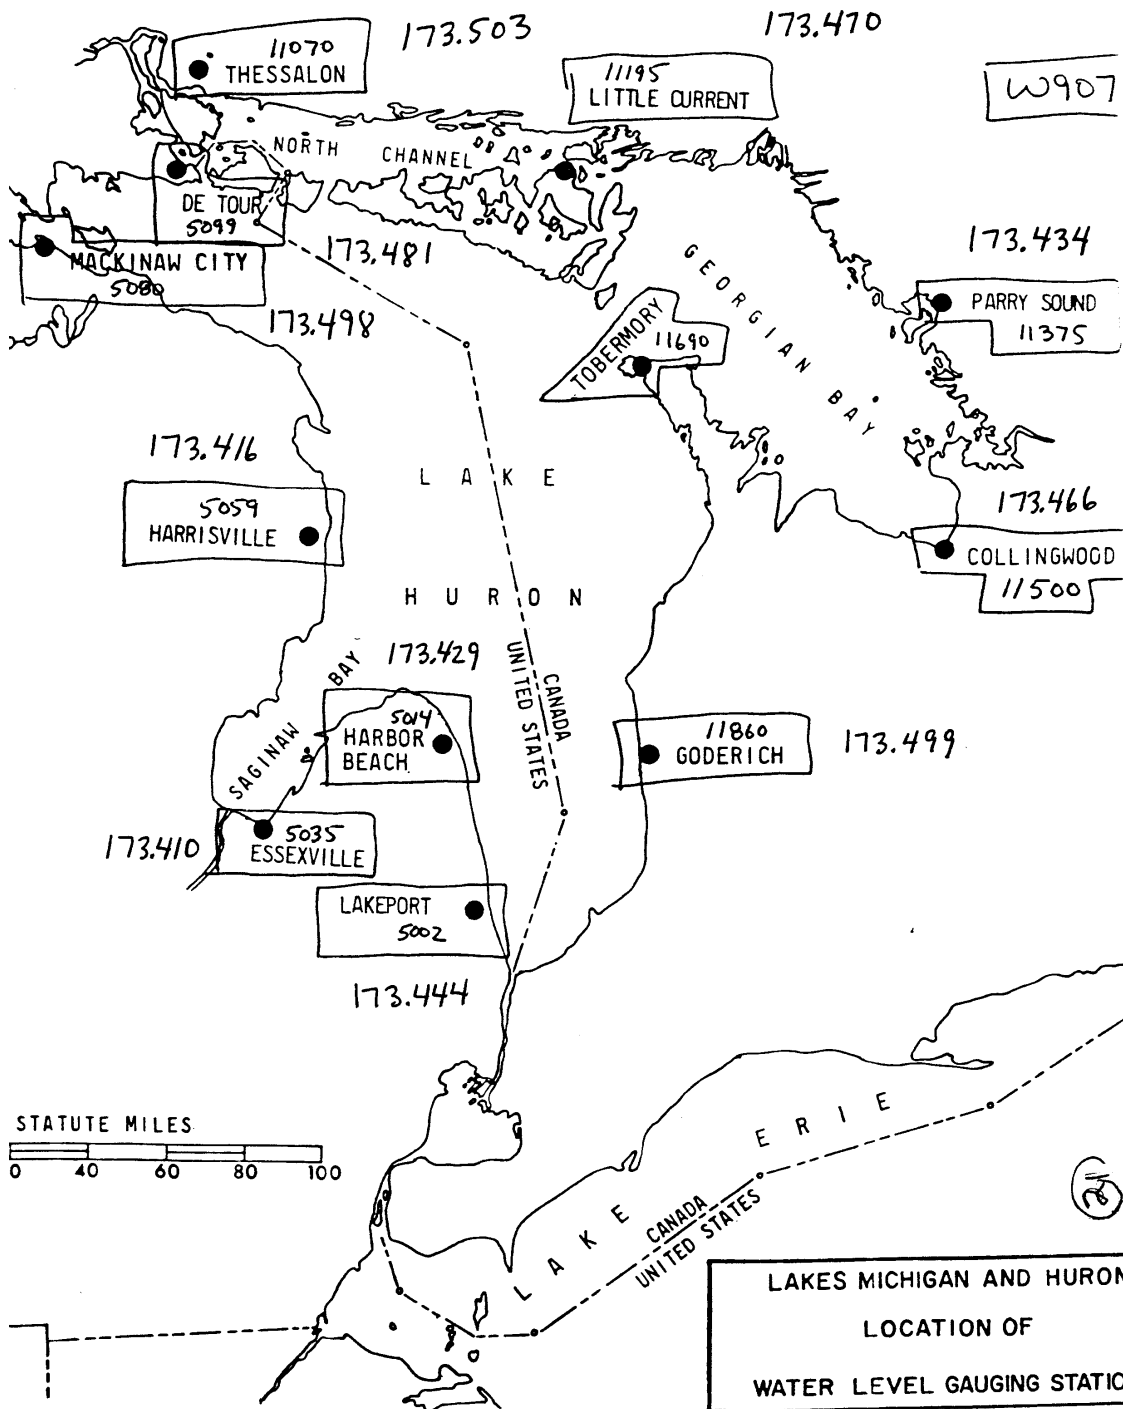 173.503
173.470
11070
THESSALON
11195
LITTLE CURRENT
W907
NORTH CHANNEL
DE TOUR
5099
173.481
173.434
MACKINAW CITY
5080
GEORGIAN BAY
PARRY SOUND
11375
173.498
TOBERMORY
11690
173.416
LAKE
5059
HARRISVILLE
173.466
COLLINGWOOD
11500
HURON
173.429
SAGINAW BAY
CANADA
UNITED STATES
5014
HARBOR
BEACH
11860
GODERICH
173.499
173.410
5035
ESSEXVILLE
LAKEPORT
5002
173.444
STATUTE MILES
0 40 60 80 100
LAKE ERIE
CANADA
UNITED STATES
LAKES MICHIGAN AND HURON
LOCATION OF
WATER LEVEL GAUGING STATIO